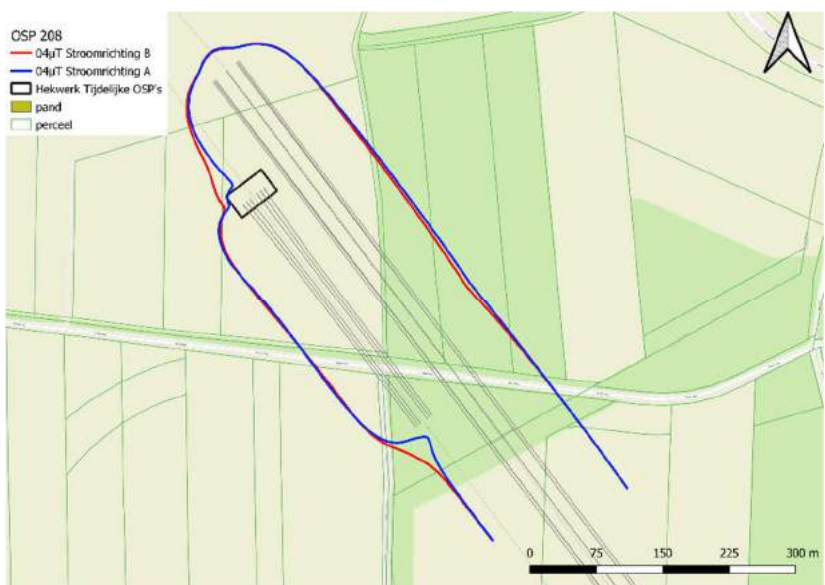 OSP 208
04µT Stroomrichting B
04µT Stroomrichting A
Hekwerk Tijdelijke OSP's
pand
perceel
0 75 150 225 300 m